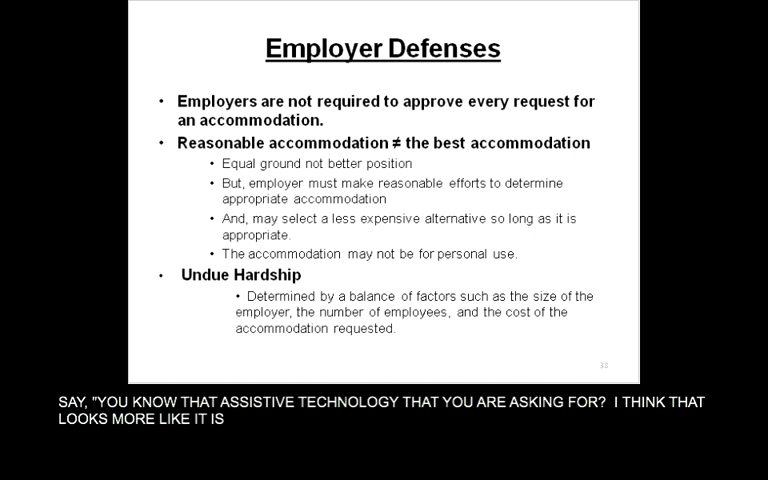 Employer Defenses
• Employers are not required to approve every request for
an accommodation.
• Reasonable accommodation ≠ the best accommodation
• Equal ground not better position
• But, employer must make reasonable efforts to determine
appropriate accommodation
• And, may select a less expensive alternative so long as it is
appropriate.
• The accommodation may not be for personal use.
• Undue Hardship
• Determined by a balance of factors such as the size of the
employer, the number of employees, and the cost of the
accommodation requested.
SAY, "YOU KNOW THAT ASSISTIVE TECHNOLOGY THAT YOU ARE ASKING FOR? I THINK THAT
LOOKS MORE LIKE IT IS